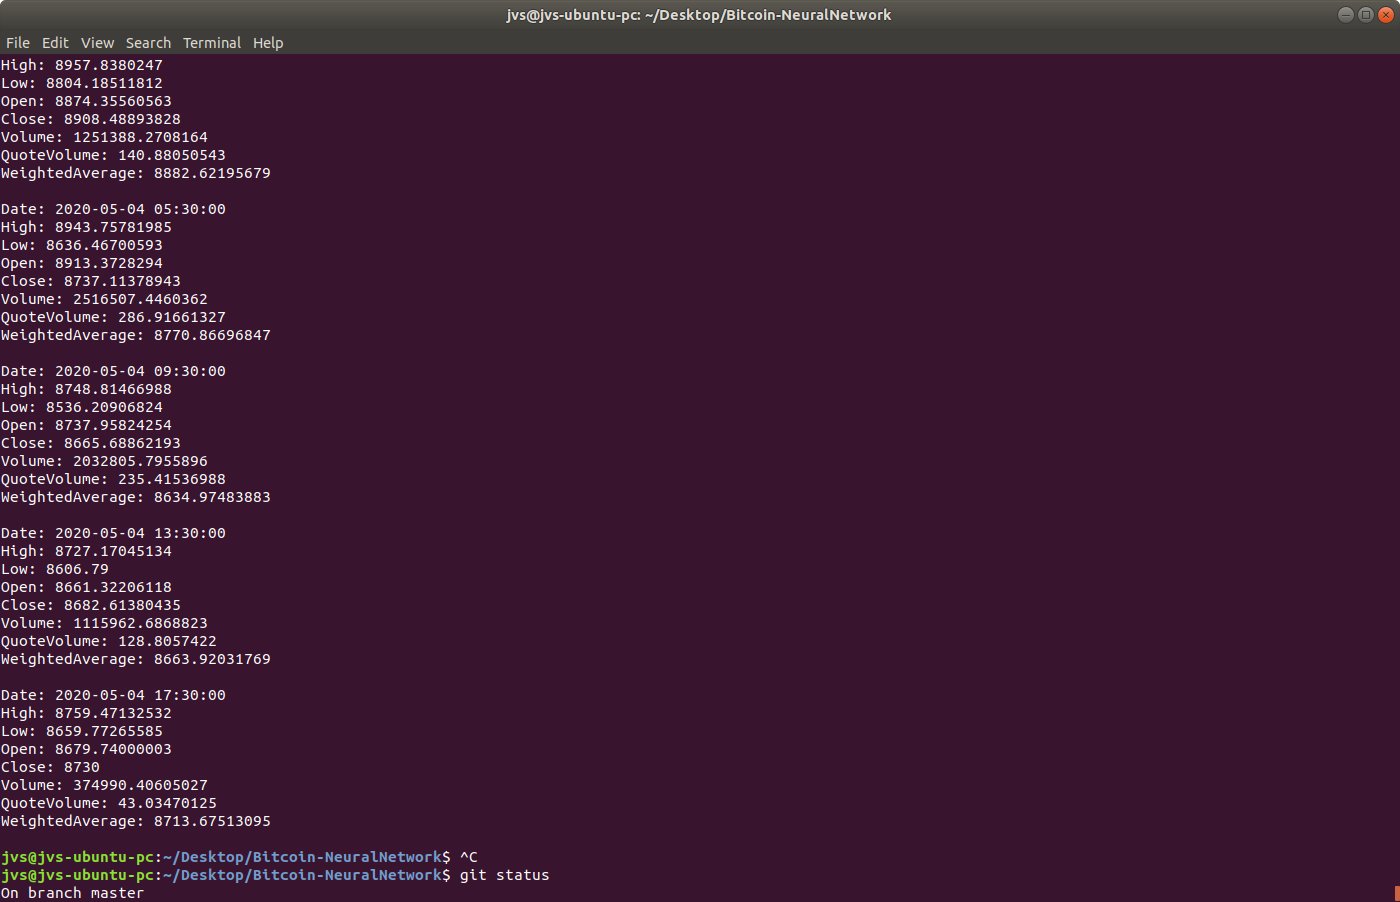 jvs@jvs-ubuntu-pc: ~/Desktop/Bitcoin-NeuralNetwork
File Edit View Search Terminal Help
High: 8957.8380247
Low: 8804.18511812
Open: 8874.35560563
Close: 8908.48893828
Volume: 1251388.2708164
QuoteVolume: 140.88050543
WeightedAverage: 8882.62195679

Date: 2020-05-04 05:30:00
High: 8943.75781985
Low: 8636.46700593
Open: 8913.3728294
Close: 8737.11378943
Volume: 2516507.4460362
QuoteVolume: 286.91661327
WeightedAverage: 8770.86696847

Date: 2020-05-04 09:30:00
High: 8748.81466988
Low: 8536.20906824
Open: 8737.95824254
Close: 8665.68862193
Volume: 2032805.7955896
QuoteVolume: 235.41536988
WeightedAverage: 8634.97483883

Date: 2020-05-04 13:30:00
High: 8727.17045134
Low: 8606.79
Open: 8661.32206118
Close: 8682.61380435
Volume: 1115962.6868823
QuoteVolume: 128.8057422
WeightedAverage: 8663.92031769

Date: 2020-05-04 17:30:00
High: 8759.47132532
Low: 8659.77265585
Open: 8679.74000003
Close: 8730
Volume: 374990.40605027
QuoteVolume: 43.03470125
WeightedAverage: 8713.67513095

jvs@jvs-ubuntu-pc:~/Desktop/Bitcoin-NeuralNetwork$ ^C
jvs@jvs-ubuntu-pc:~/Desktop/Bitcoin-NeuralNetwork$ git status
On branch master